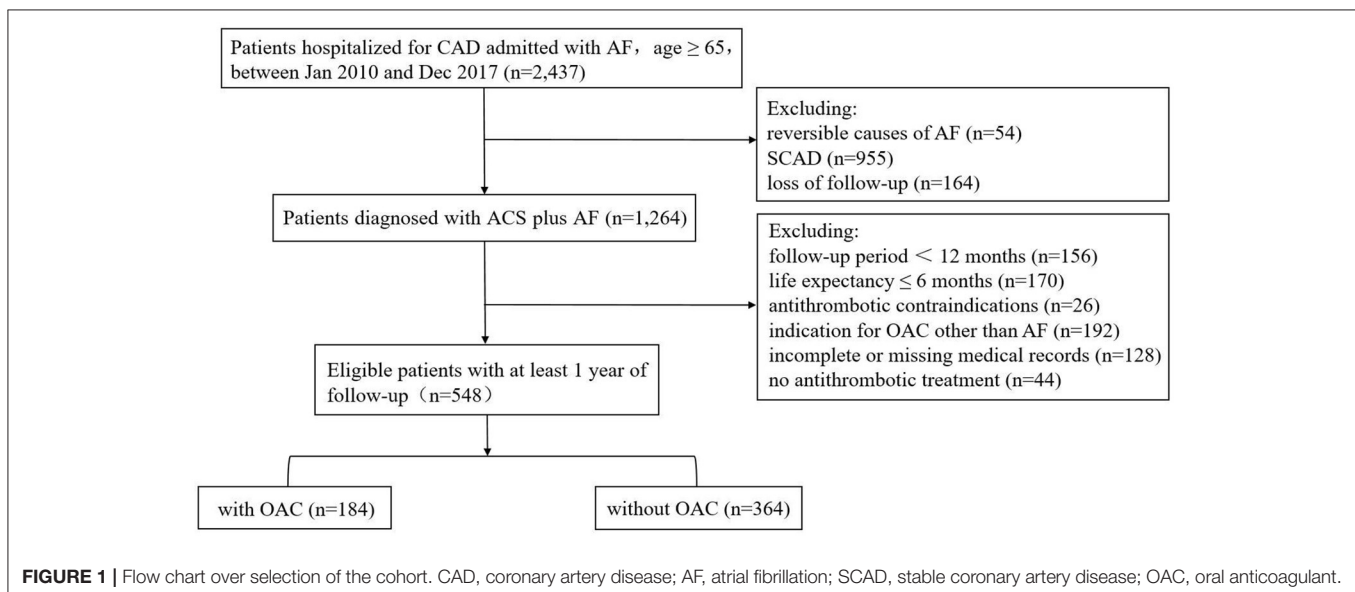 Patients hospitalized for CAD admitted with AF，age ≥ 65，
between Jan 2010 and Dec 2017 (n=2,437)
Excluding:
reversible causes of AF (n=54)
SCAD (n=955)
loss of follow-up (n=164)
Patients diagnosed with ACS plus AF (n=1,264)
Excluding:
follow-up period ＜ 12 months (n=156)
life expectancy ≤ 6 months (n=170)
antithrombotic contraindications (n=26)
indication for OAC other than AF (n=192)
incomplete or missing medical records (n=128)
no antithrombotic treatment (n=44)
Eligible patients with at least 1 year of
follow-up（n=548）
with OAC (n=184)
without OAC (n=364)
FIGURE 1 | Flow chart over selection of the cohort. CAD, coronary artery disease; AF, atrial fibrillation; SCAD, stable coronary artery disease; OAC, oral anticoagulant.